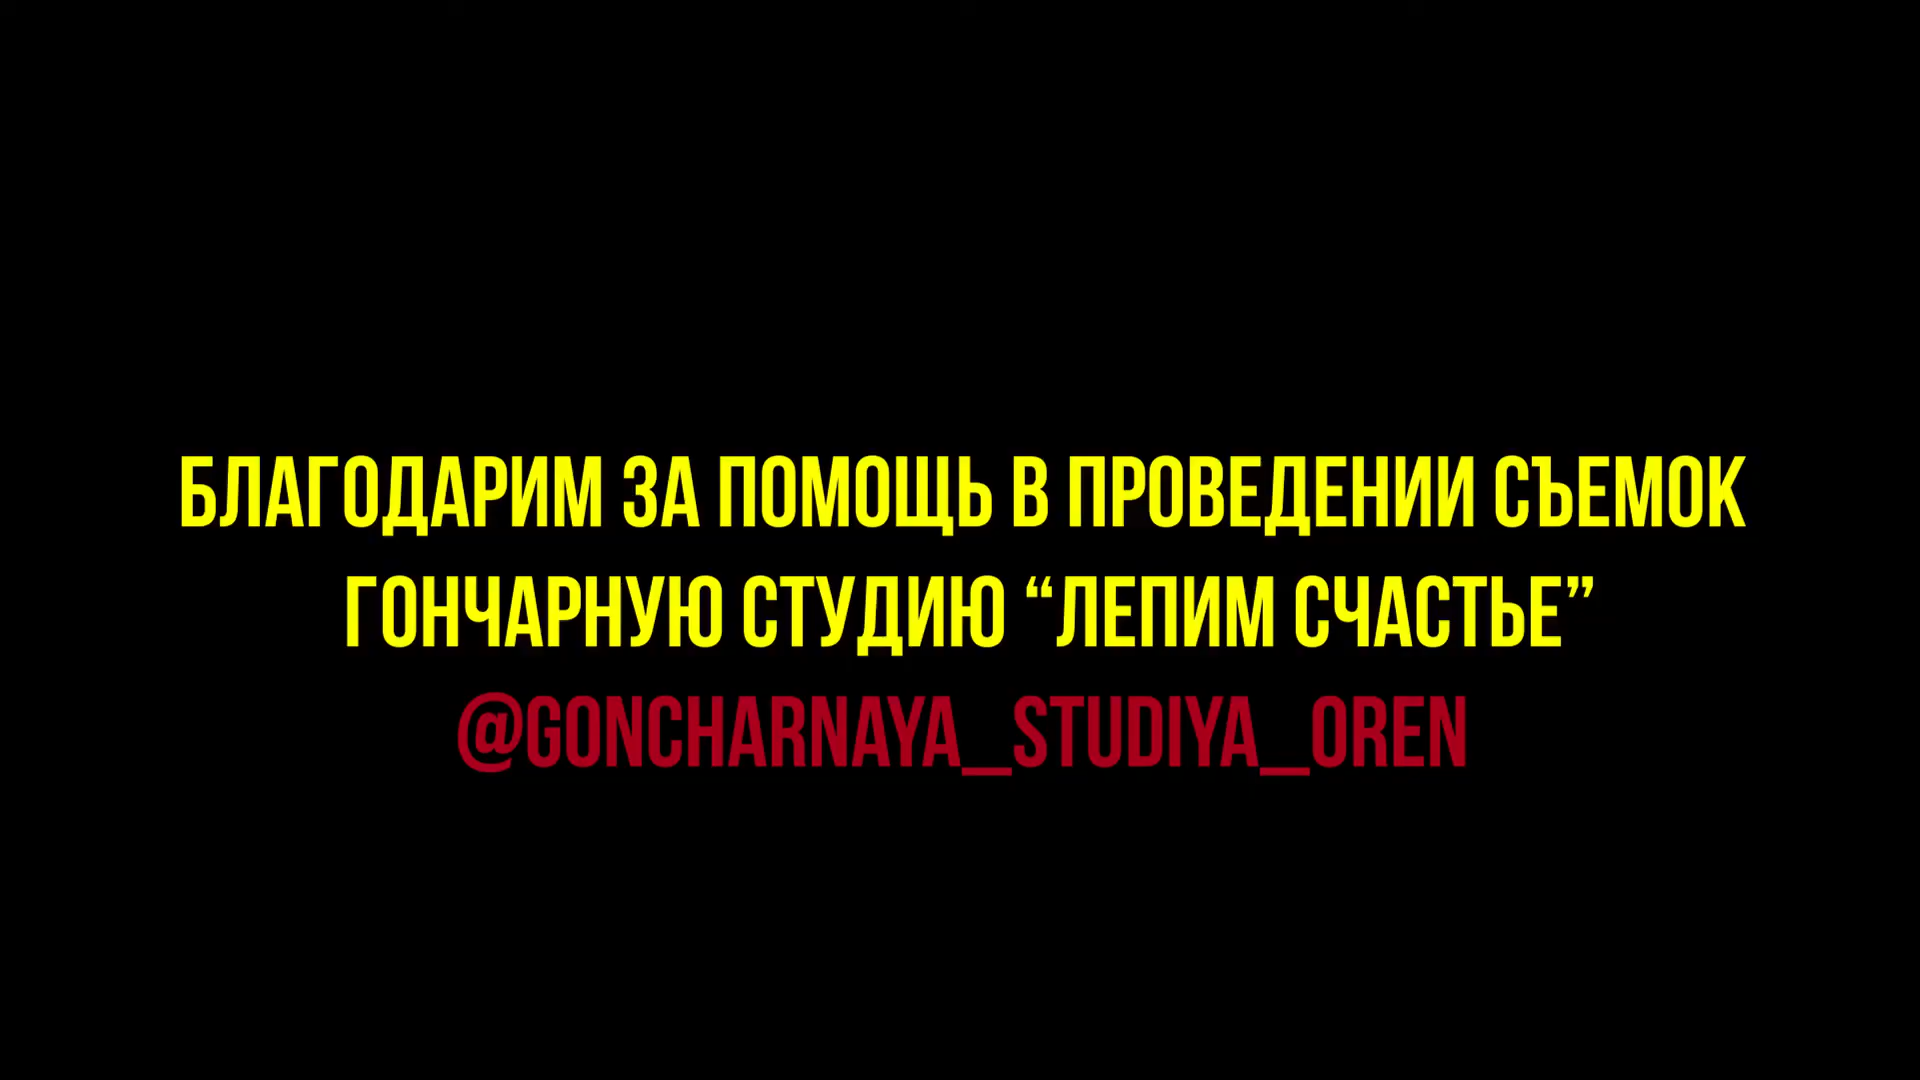 БЛАГОДАРИМ ЗА ПОМОЩЬ В ПРОВЕДЕНИИ СЪЕМОК
ГОНЧАРНУЮ СТУДИЮ “ЛЕПИМ СЧАСТЬЕ”
@GONCHARNAYA_STUDIYA_OREN